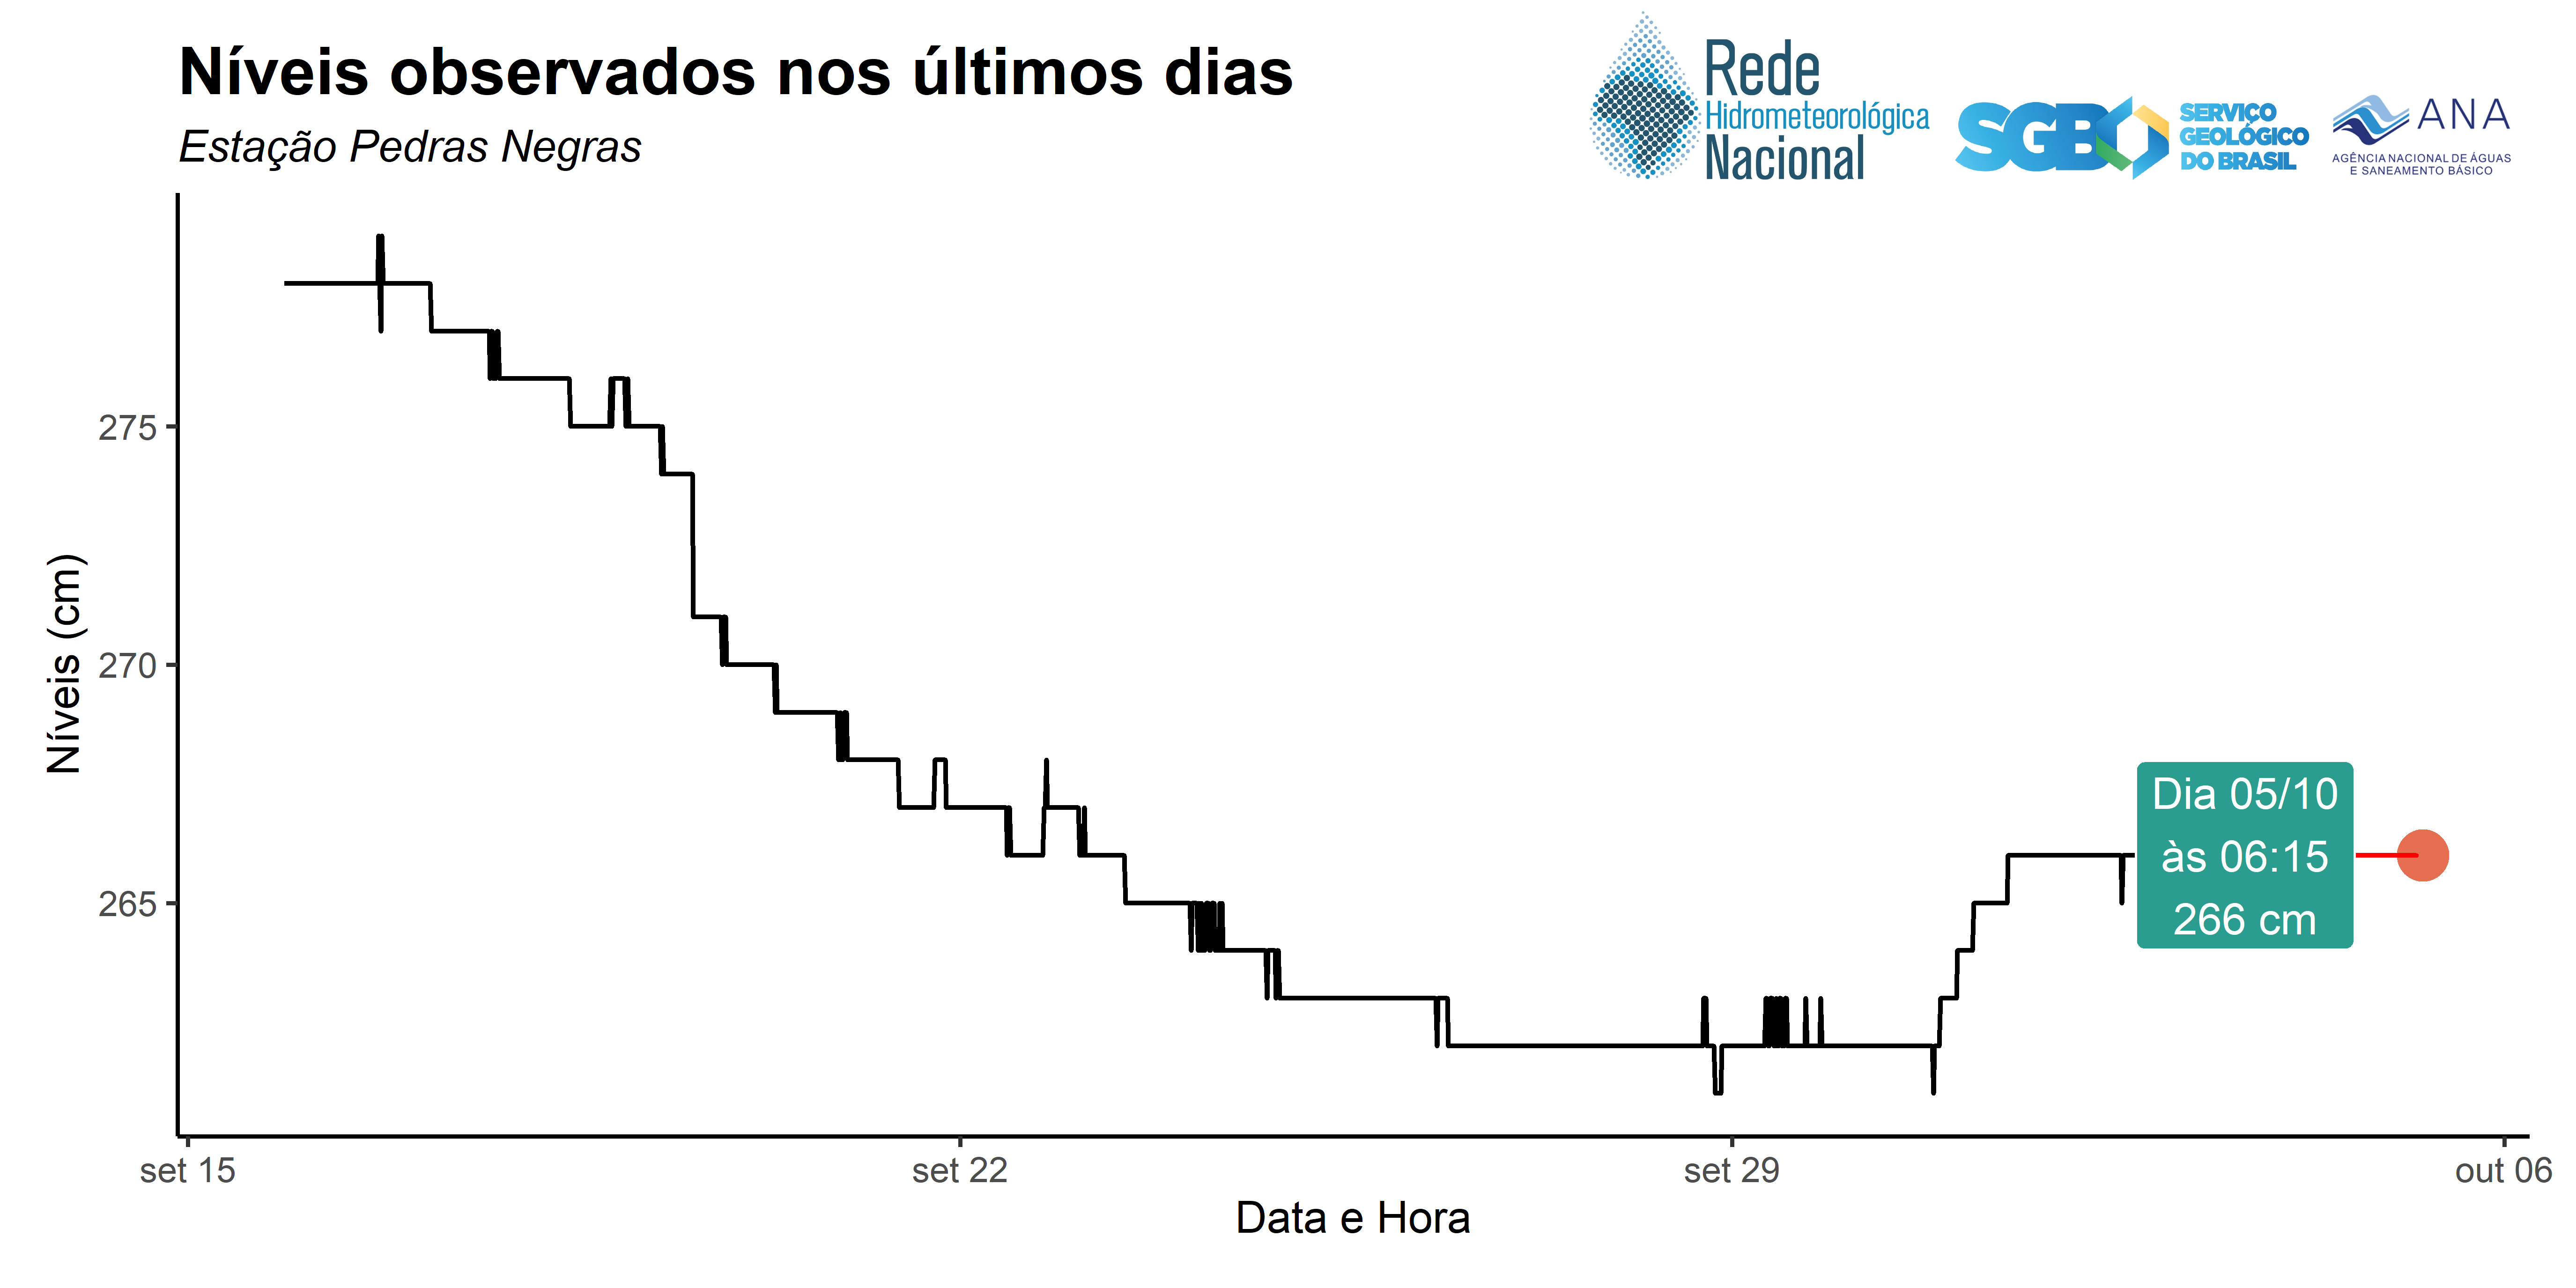 Níveis observados nos últimos dias
Estação Pedras Negras
Rede
Hidrometeorológica
Nacional
SGB
SERVIÇO
GEOLÓGICO
DO BRASIL
ANA
AGÊNCIA NACIONAL DE ÁGUAS
E SANEAMENTO BÁSICO
Níveis (cm)
275
270
265
Dia 05/10
às 06:15
266 cm
set 15
set 22
set 29
out 06
Data e Hora